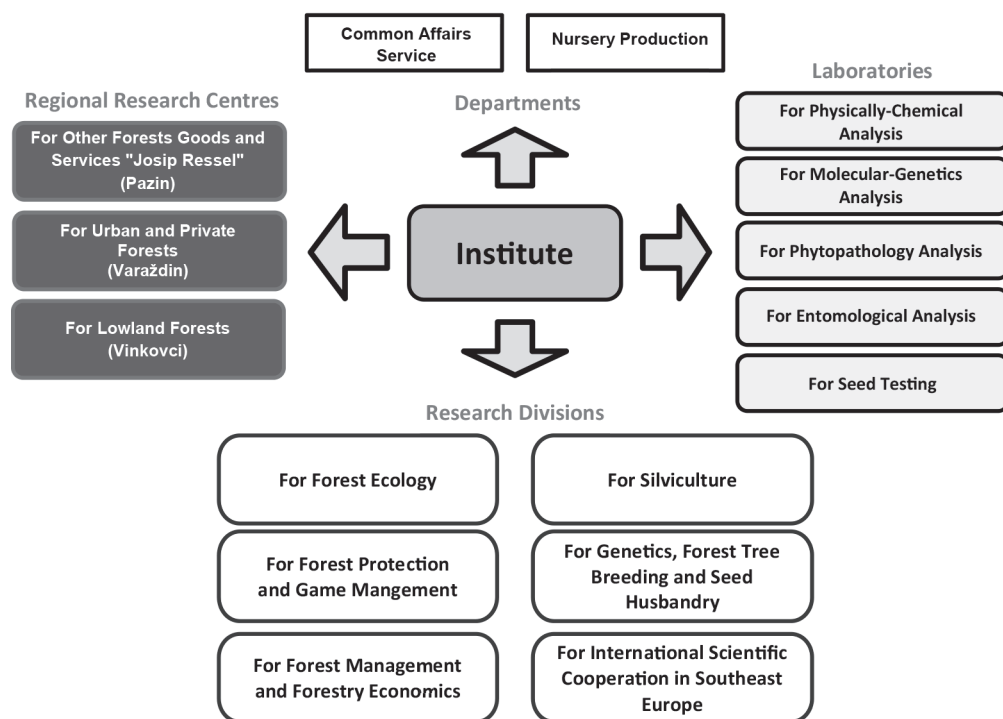 Common Affairs
Service
Nursery Production
Departments
Regional Research Centres
For Other Forests Goods and
Services "Josip Ressel"
(Pazin)
For Urban and Private
Forests
(Varaždin)
For Lowland Forests
(Vinkovci)
Institute
Laboratories
For Physically-Chemical
Analysis
For Molecular-Genetics
Analysis
For Phytopathology Analysis
For Entomological Analysis
For Seed Testing
Research Divisions
For Forest Ecology
For Silviculture
For Forest Protection
and Game Mangement
For Genetics, Forest Tree
Breeding and Seed
Husbandry
For Forest Management
and Forestry Economics
For International Scientific
Cooperation in Southeast
Europe